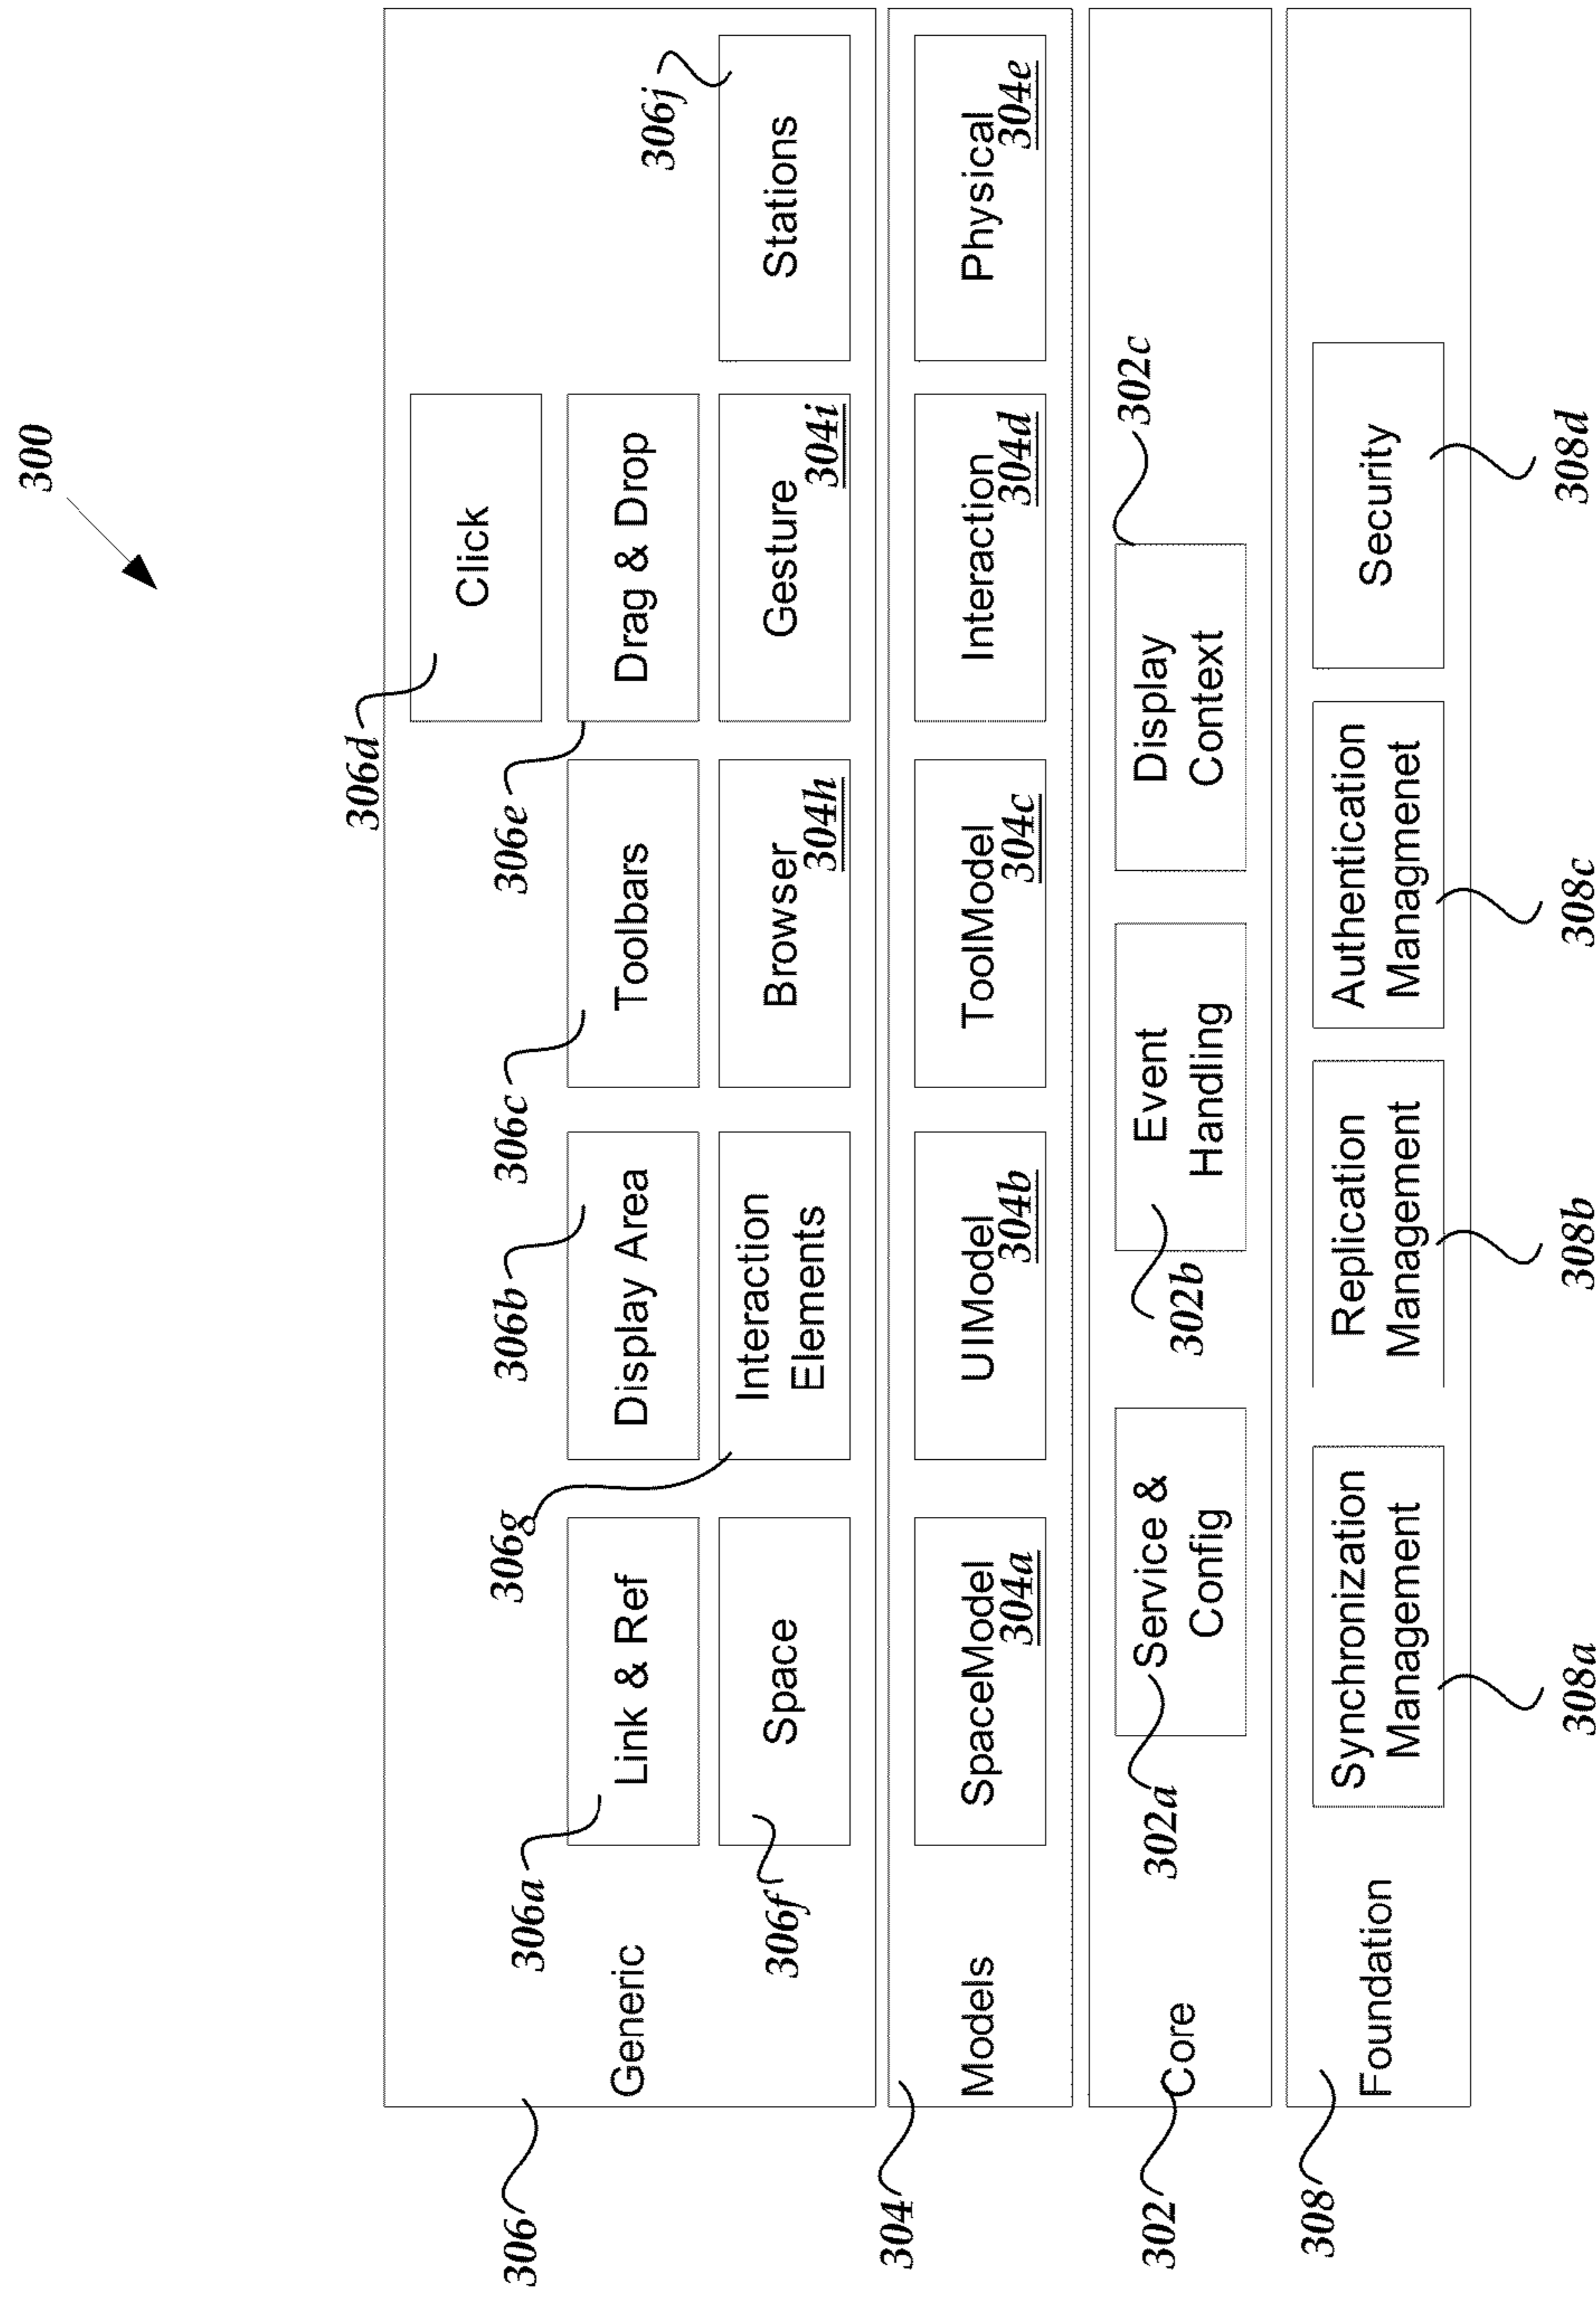 300
306d
Click
306a
306b
306c
306e
306j
Link & Ref
Display Area
Toolbars
Drag & Drop
306
Generic
306g
306f
Space
Interaction
Elements
Browser
304h
Gesture
304i
Stations
304
Models
SpaceModel
304a
UIModel
304b
ToolModel
304c
Interaction
304d
Physical
304e
302
Core
302a
Service &
Config
302b
Event
Handling
302c
Display
Context
308
Foundation
Synchronization
Management
Replication
Management
Authentication
Managmenet
Security
308a
308b
308c
308d